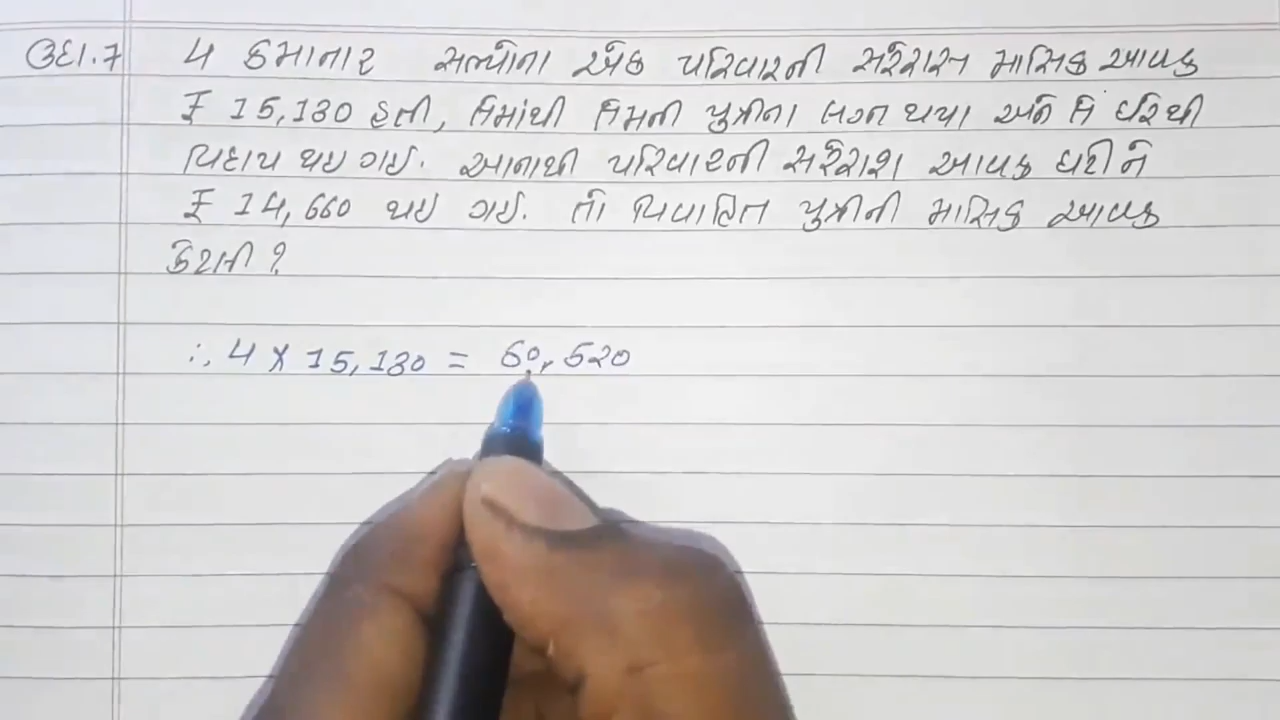 ઉદા.7 4 કમાનાર સભ્યોના એક પરિવારની સરેરાશ માસિક આવક
₹ 15,130 હતી, તેમાંથી તેમની પુત્રીના લગ્ન થયા અને તે ઘરેથી
વિદાય થઇ ગઇ. આનાથી પરિવારની સરેરાશ આવક ઘટીને
₹ 14,660 થઇ ગઇ. તો વિવાહિત પુત્રીની માસિક આવક
કેટલી ?
∴ 4 × 15,130 = 60,520